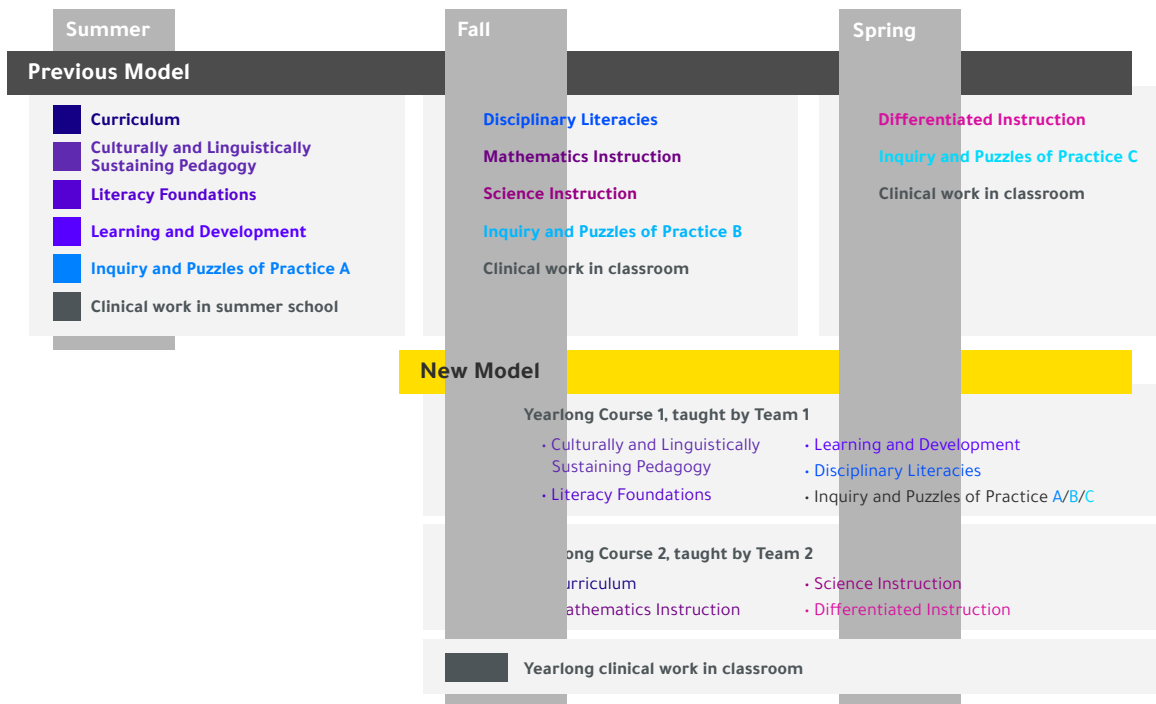 Summer
Fall
Spring
Previous Model
Curriculum
Culturally and Linguistically
Sustaining Pedagogy
Literacy Foundations
Learning and Development
Inquiry and Puzzles of Practice A
Clinical work in summer school
Disciplinary Literacies
Mathematics Instruction
Science Instruction
Inquiry and Puzzles of Practice B
Clinical work in classroom
Differentiated Instruction
Inquiry and Puzzles of Practice C
Clinical work in classroom
New Model
Yearlong Course 1, taught by Team 1
• Culturally and Linguistically
Sustaining Pedagogy
• Literacy Foundations
• Learning and Development
• Disciplinary Literacies
• Inquiry and Puzzles of Practice A/B/C
ong Course 2, taught by Team 2
urriculum
athematics Instruction
• Science Instruction
• Differentiated Instruction
Yearlong clinical work in classroom